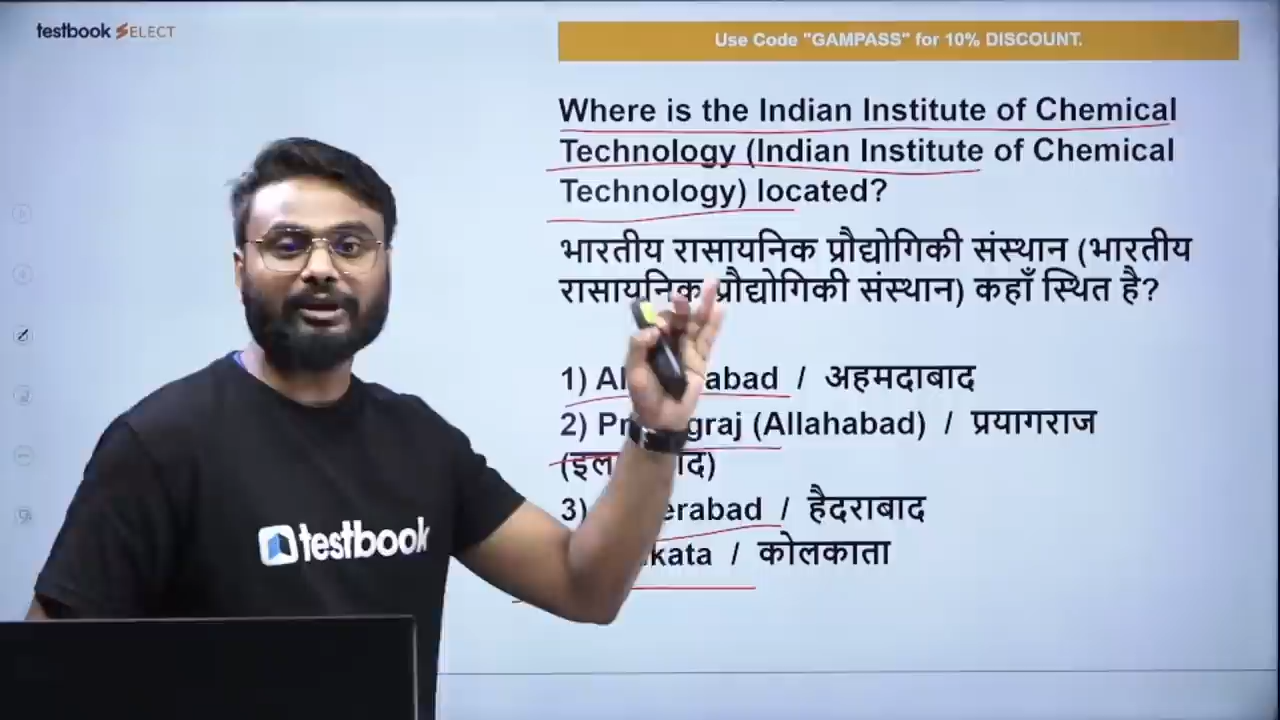 testbook SELECT
Use Code "GAMPASS" for 10% DISCOUNT.
Where is the Indian Institute of Chemical
Technology (Indian Institute of Chemical
Technology) located?
भारतीय रासायनिक प्रौद्योगिकी संस्थान (भारतीय
रासायनिक प्रौद्योगिकी संस्थान) कहाँ स्थित है?
1) / अहमदाबाद
2) (Allahabad) / प्रयागराज
3) / हैदराबाद
/ कोलकाता
testbook